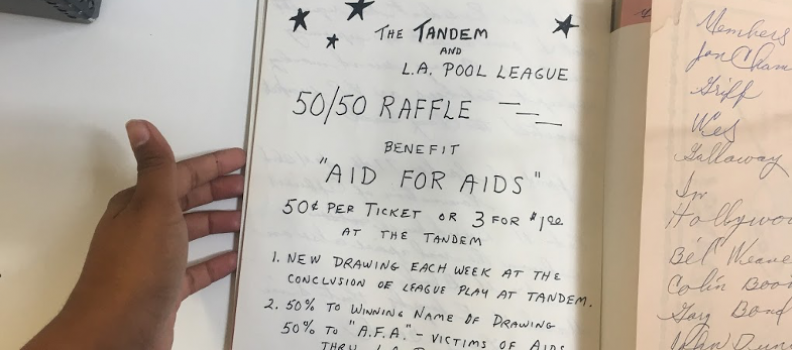 THE TANDEM
AND
L.A. POOL LEAGUE
50/50 RAFFLE
BENEFIT
"AID FOR AIDS"
50¢ PER TICKET OR 3 FOR $1.00
AT THE TANDEM
1. NEW DRAWING EACH WEEK AT THE
CONCLUSION OF LEAGUE PLAY AT TANDEM.
2. 50% TO WINNING NAME OF DRAWING
50% TO "A.F.A." - VICTIMS OF AIDS
THRU
Members
Griff
Wes
Galloway
Colin
Gary Bond